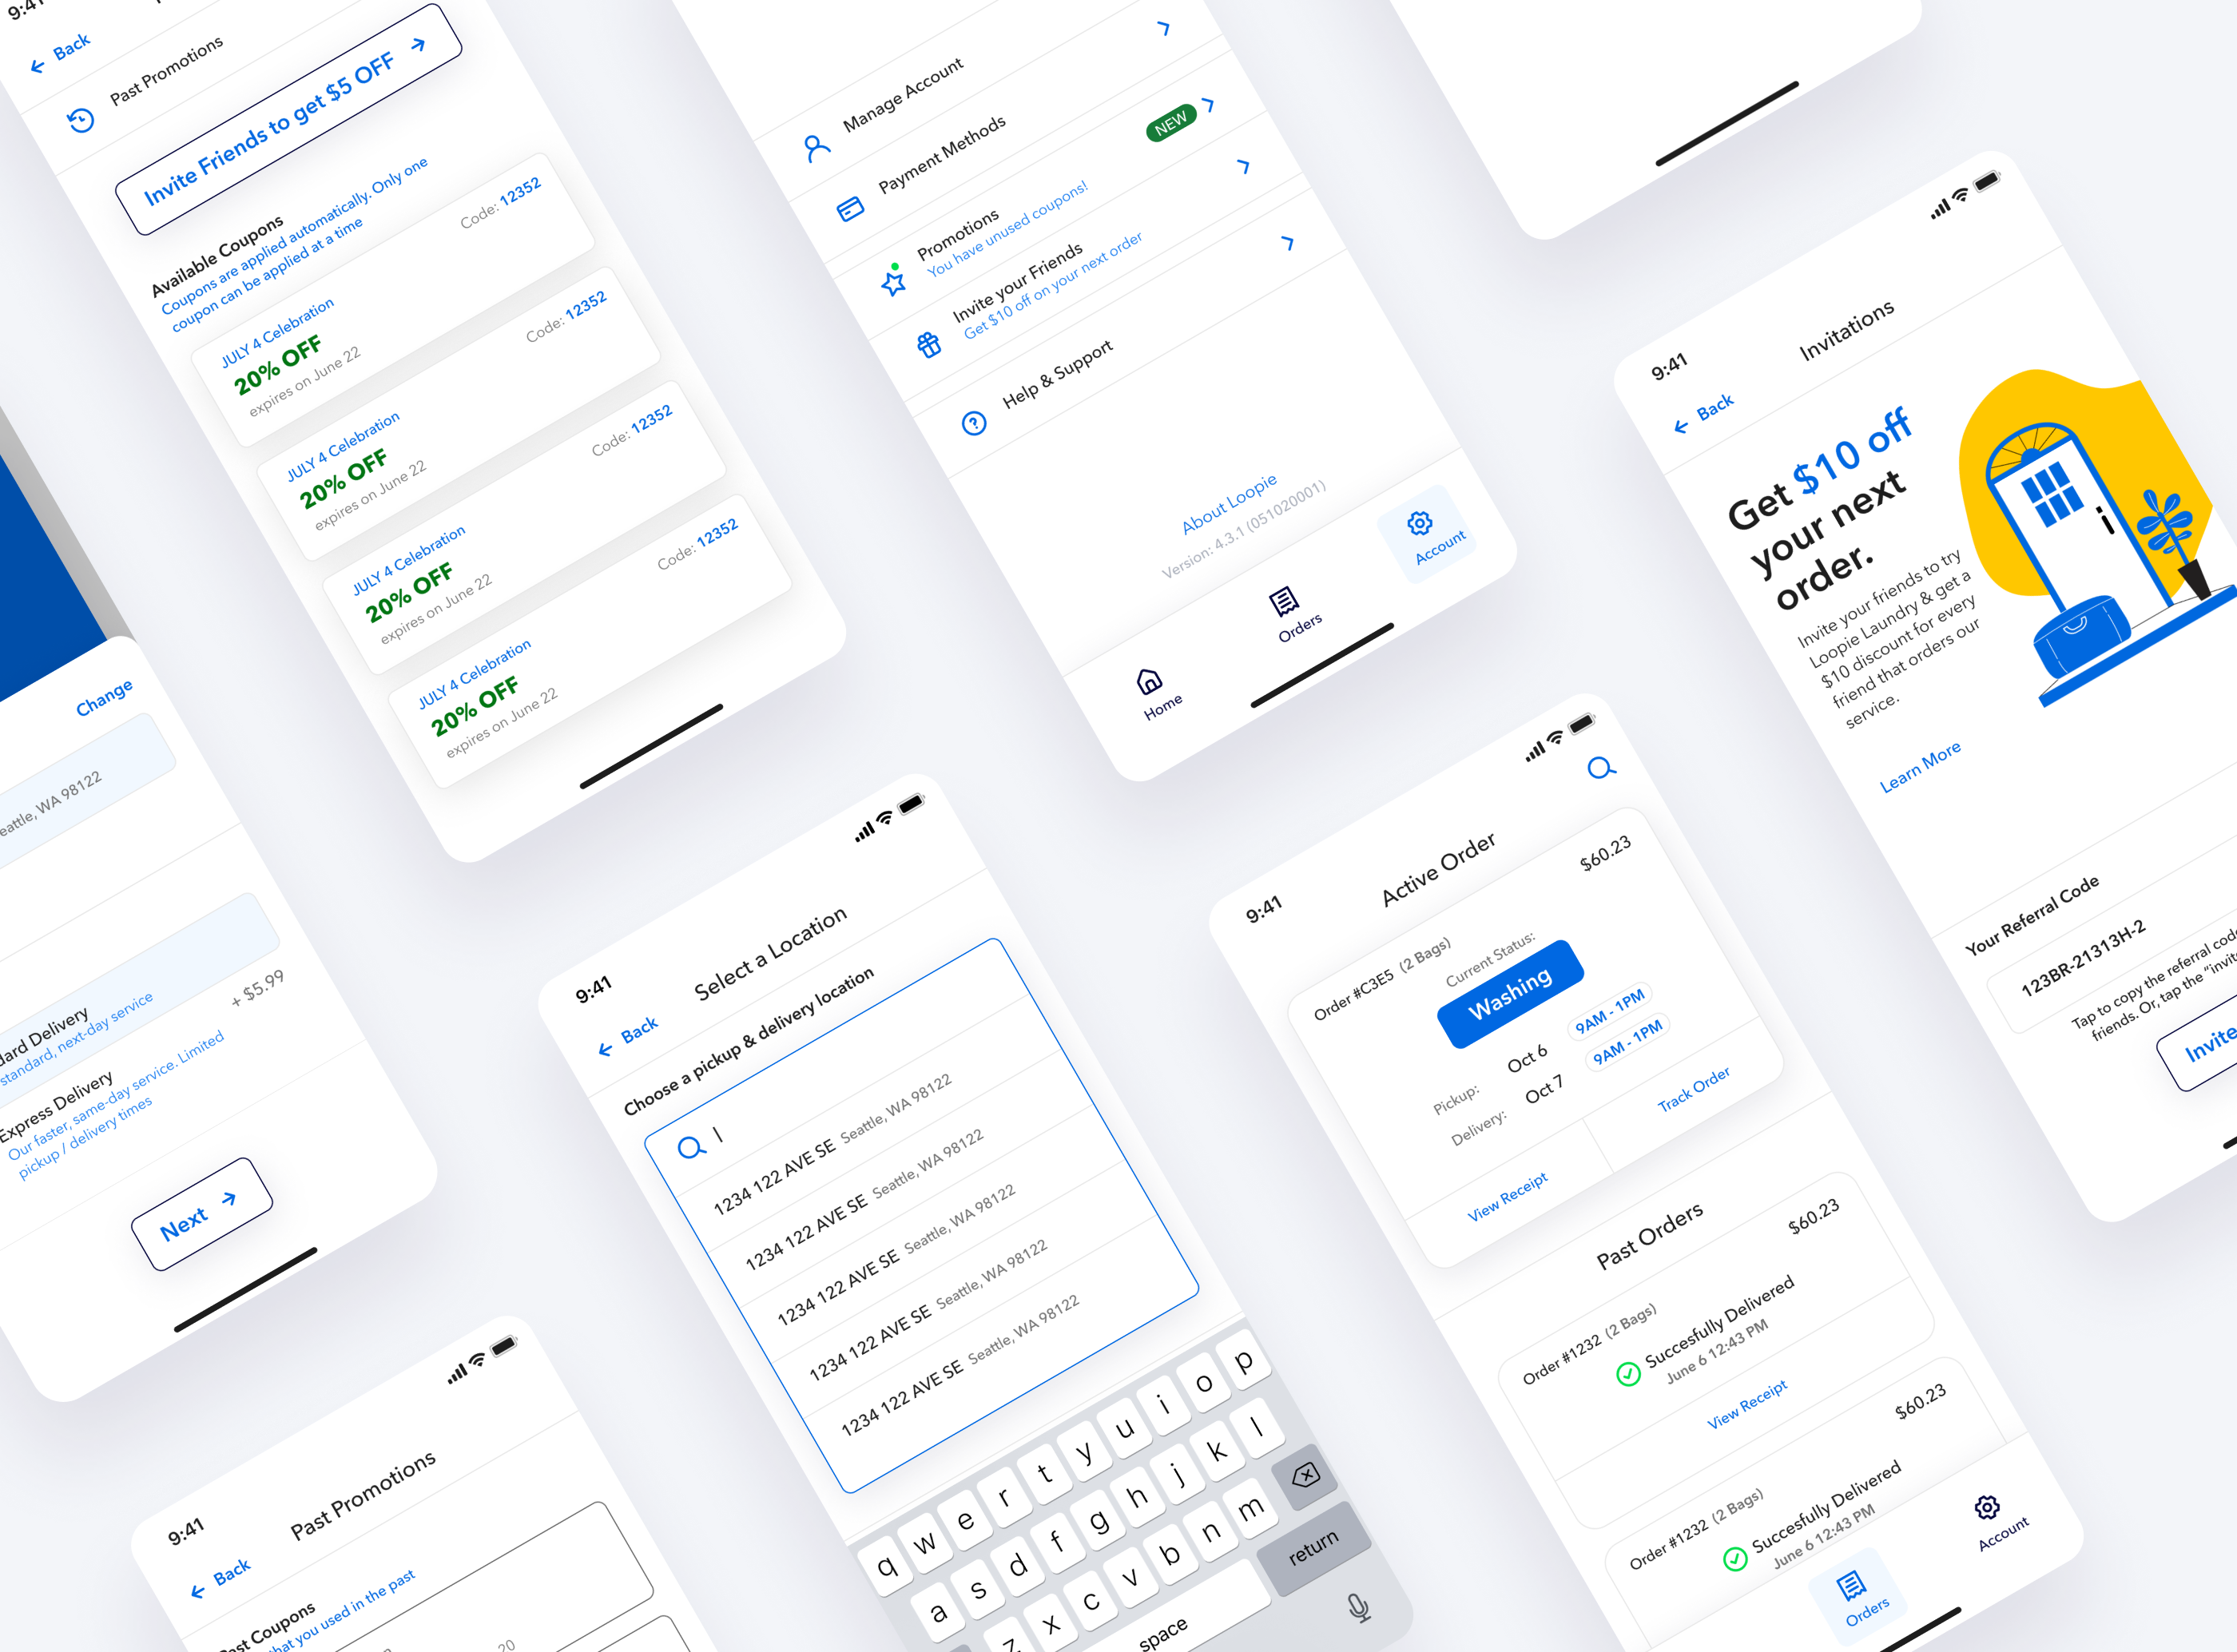 9:41
Back
Past Promotions
Invite Friends to get $5 OFF
Available Coupons
Coupons are applied automatically. Only one
coupon can be applied at a time
JULY 4 Celebration
Code: 12352
20% OFF
expires on June 22
JULY 4 Celebration
Code: 12352
20% OFF
expires on June 22
JULY 4 Celebration
Code: 12352
20% OFF
expires on June 22
JULY 4 Celebration
Code: 12352
20% OFF
expires on June 22
Manage Account
Payment Methods
Promotions
You have unused coupons!
NEW
Invite your Friends
Get $10 off on your next order
Help & Support
About Loopie
Version: 4.3.1 (051020001)
Home
Orders
Account
9:41
Back
Invitations
Get $10 off
your next
order.
Invite your friends to try
Loopie Laundry & get a
$10 discount for every
friend that orders our
service.
Learn More
Your Referral Code
123BR-21313H-2
Tap to copy the referral cod
friends. Or, tap the "invit
Invite
Change
eattle, WA 98122
dard Delivery
standard, next-day service
Express Delivery
+ $5.99
Our faster, same-day service. Limited
pickup / delivery times
Next
9:41
Back
Select a Location
Choose a pickup & delivery location
1234 122 AVE SE Seattle, WA 98122
1234 122 AVE SE Seattle, WA 98122
1234 122 AVE SE Seattle, WA 98122
1234 122 AVE SE Seattle, WA 98122
1234 122 AVE SE Seattle, WA 98122
q w e r t y u i o p
a s d f g h j k l
z x c v b n m
space return
9:41
Active Order
Order #C3E5 (2 Bags)
$60.23
Current Status:
Washing
Pickup: Oct 6 9AM - 1PM
Delivery: Oct 7 9AM - 1PM
View Receipt
Track Order
Past Orders
Order #1232 (2 Bags)
$60.23
Succesfully Delivered
June 6 12:43 PM
View Receipt
Order #1232 (2 Bags)
$60.23
Succesfully Delivered
June 6 12:43 PM
Orders
Account
9:41
Back
Past Promotions
ast Coupons
hat you used in the past
20